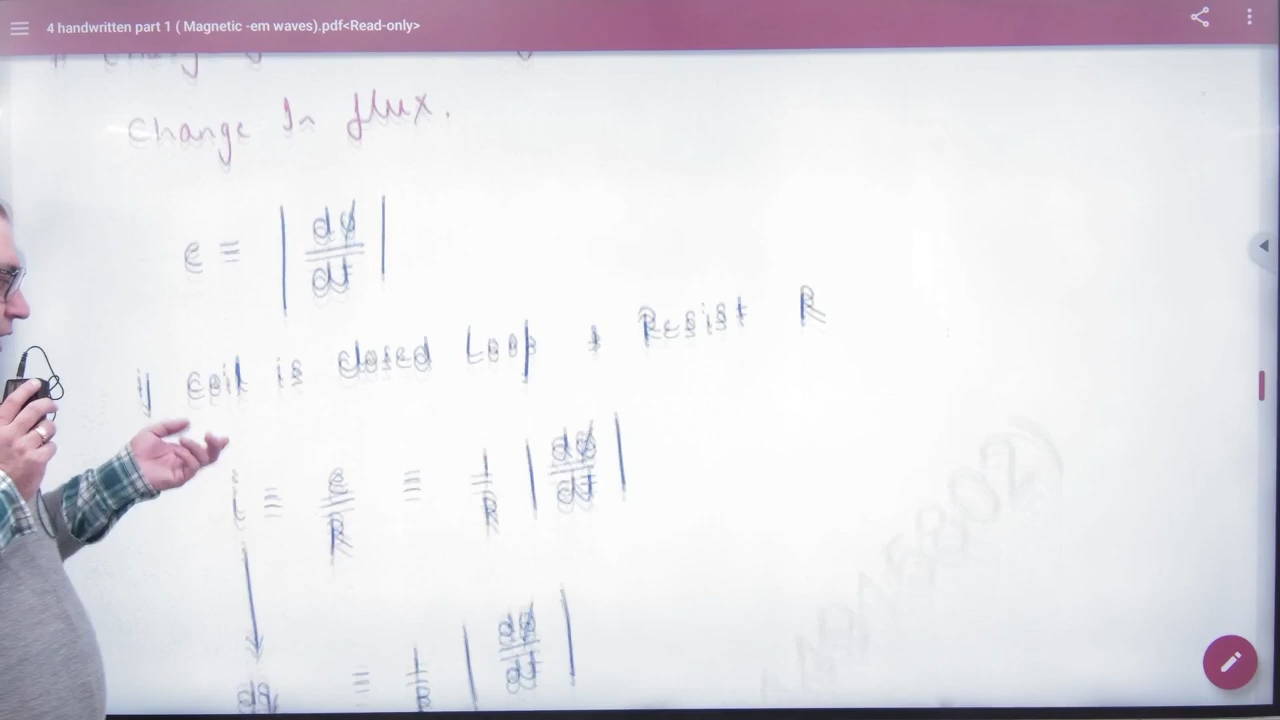 4 handwritten part 1 ( Magnetic -em waves).pdf<Read-only>
Change In flux.
e = | dϕ/dt |
If coil is closed Loop & Resist R
i = e/R = 1/R | dϕ/dt |
= 1/R | dϕ/dt |